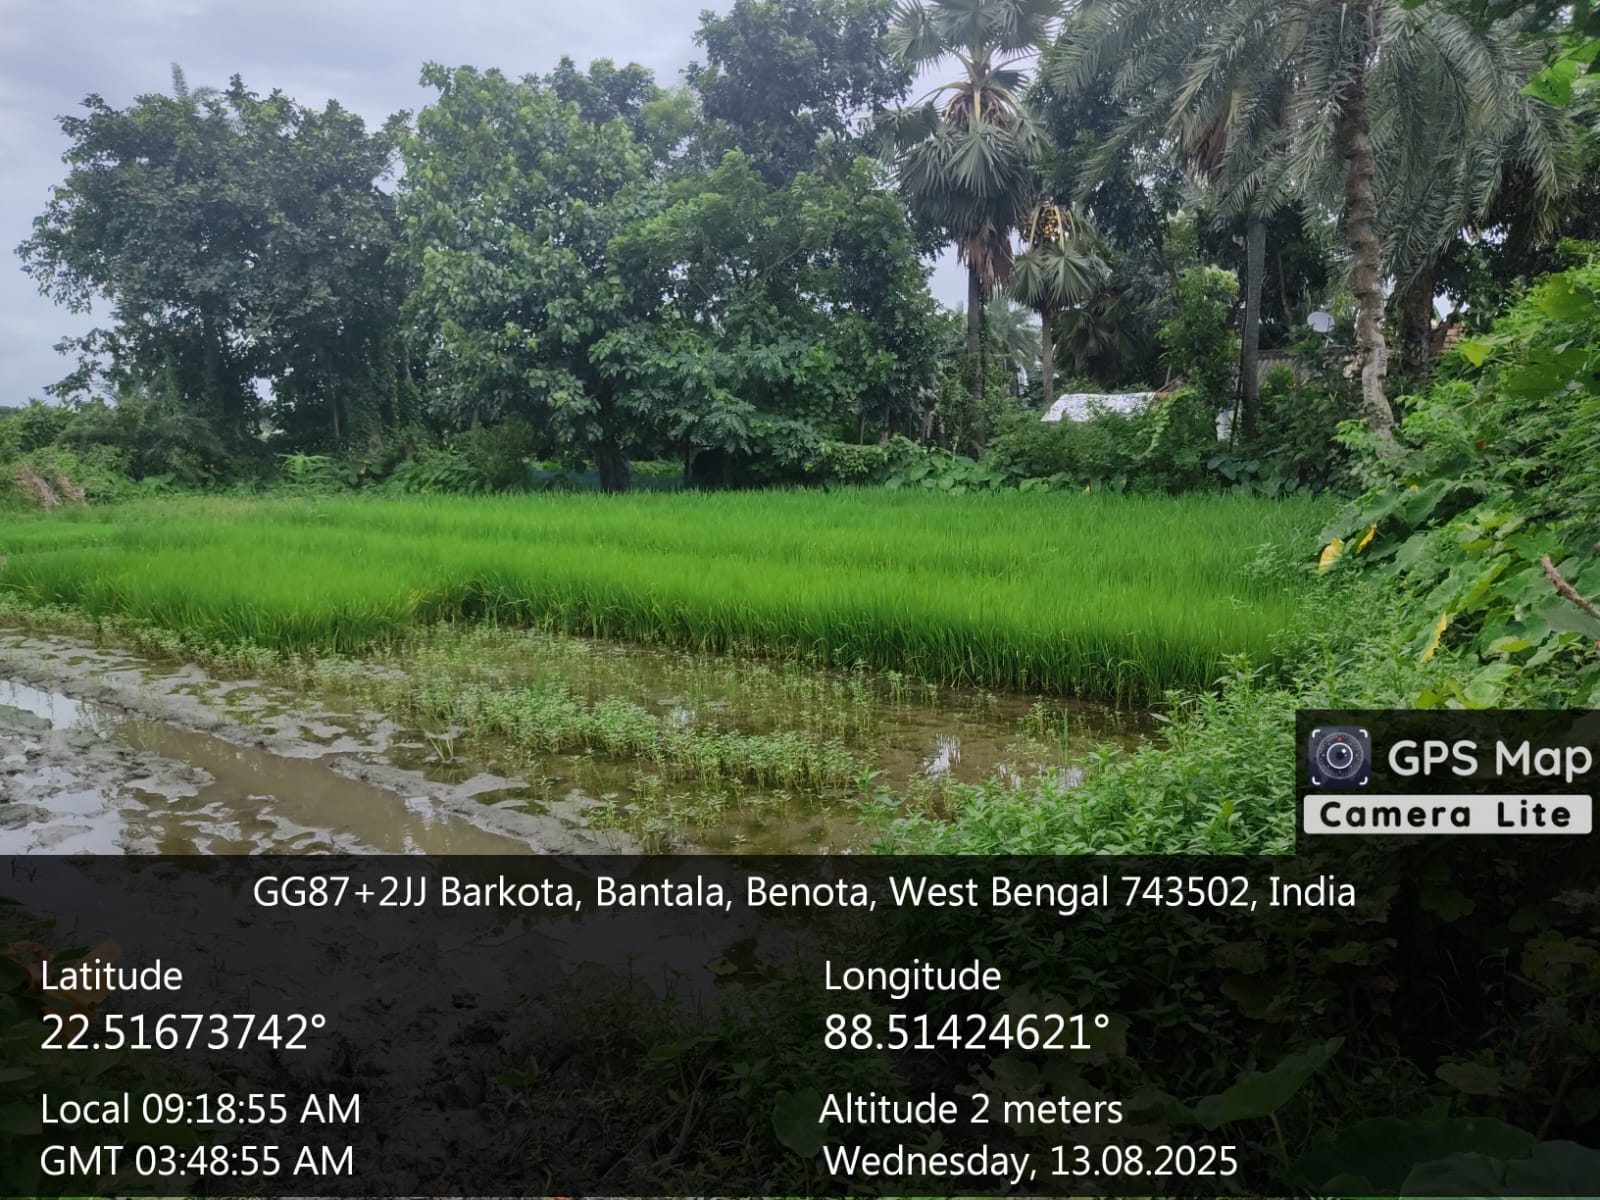 GPS Map
Camera Lite
GG87+2JJ Barkota, Bantala, Benota, West Bengal 743502, India
Latitude
22.51673742°
Longitude
88.51424621°
Local 09:18:55 AM
GMT 03:48:55 AM
Altitude 2 meters
Wednesday, 13.08.2025